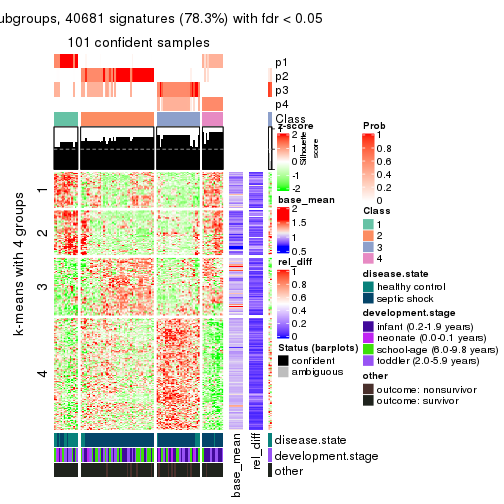 ubgroups, 40681 signatures (78.3%) with fdr < 0.05
101 confident samples
p1
p2
p3
p4
Class
Silhouette score
1
2
3
4
k-means with 4 groups
base_mean
rel_diff
disease.state
development.stage
other
z-score
2
1
0
-1
-2
base_mean
2
1.5
1
0.5
rel_diff
1
0.8
0.6
0.4
0.2
0
Status (barplots)
confident
ambiguous
Prob
1
0.8
0.6
0.4
0.2
0
Class
1
2
3
4
disease.state
healthy control
septic shock
development.stage
infant (0.2-1.9 years)
neonate (0.0-0.1 years)
school-age (6.0-9.8 years)
toddler (2.0-5.9 years)
other
outcome: nonsurvivor
outcome: survivor